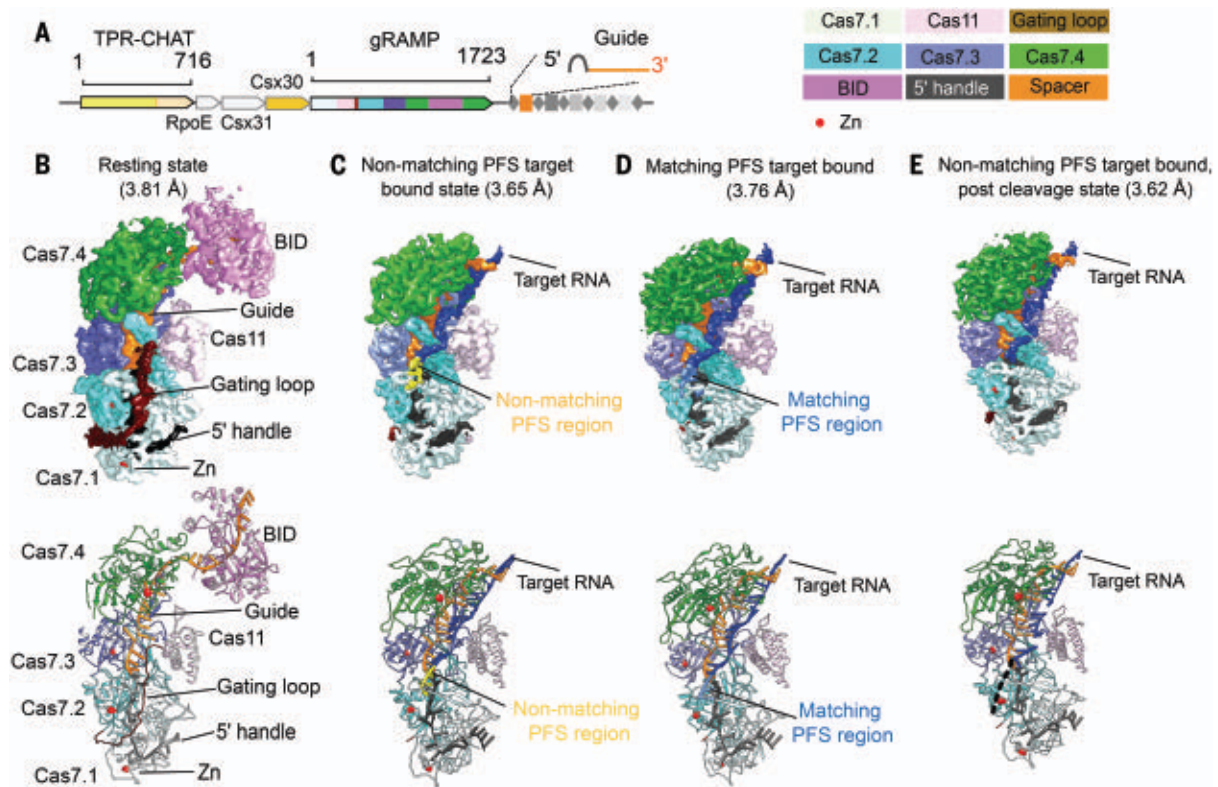 A
TPR-CHAT
1
716
gRAMP
1
1723
Csx30
RpoE
Csx31
5'
Guide
3'
Cas7.1
Cas11
Gating loop
Cas7.2
Cas7.3
Cas7.4
BID
5' handle
Spacer
Zn
B
Resting state
(3.81 Å)
Cas7.4
BID
Guide
Cas11
Cas7.3
Gating loop
Cas7.2
5' handle
Cas7.1
Zn
Cas7.4
BID
Guide
Cas11
Cas7.3
Gating loop
Cas7.2
5' handle
Cas7.1
Zn
C
Non-matching PFS target
bound state (3.65 Å)
Target RNA
Non-matching
PFS region
Target RNA
Non-matching
PFS region
D
Matching PFS target bound
(3.76 Å)
Target RNA
Matching
PFS region
Target RNA
Matching
PFS region
E
Non-matching PFS target bound,
post cleavage state (3.62 Å)
Target RNA
Target RNA